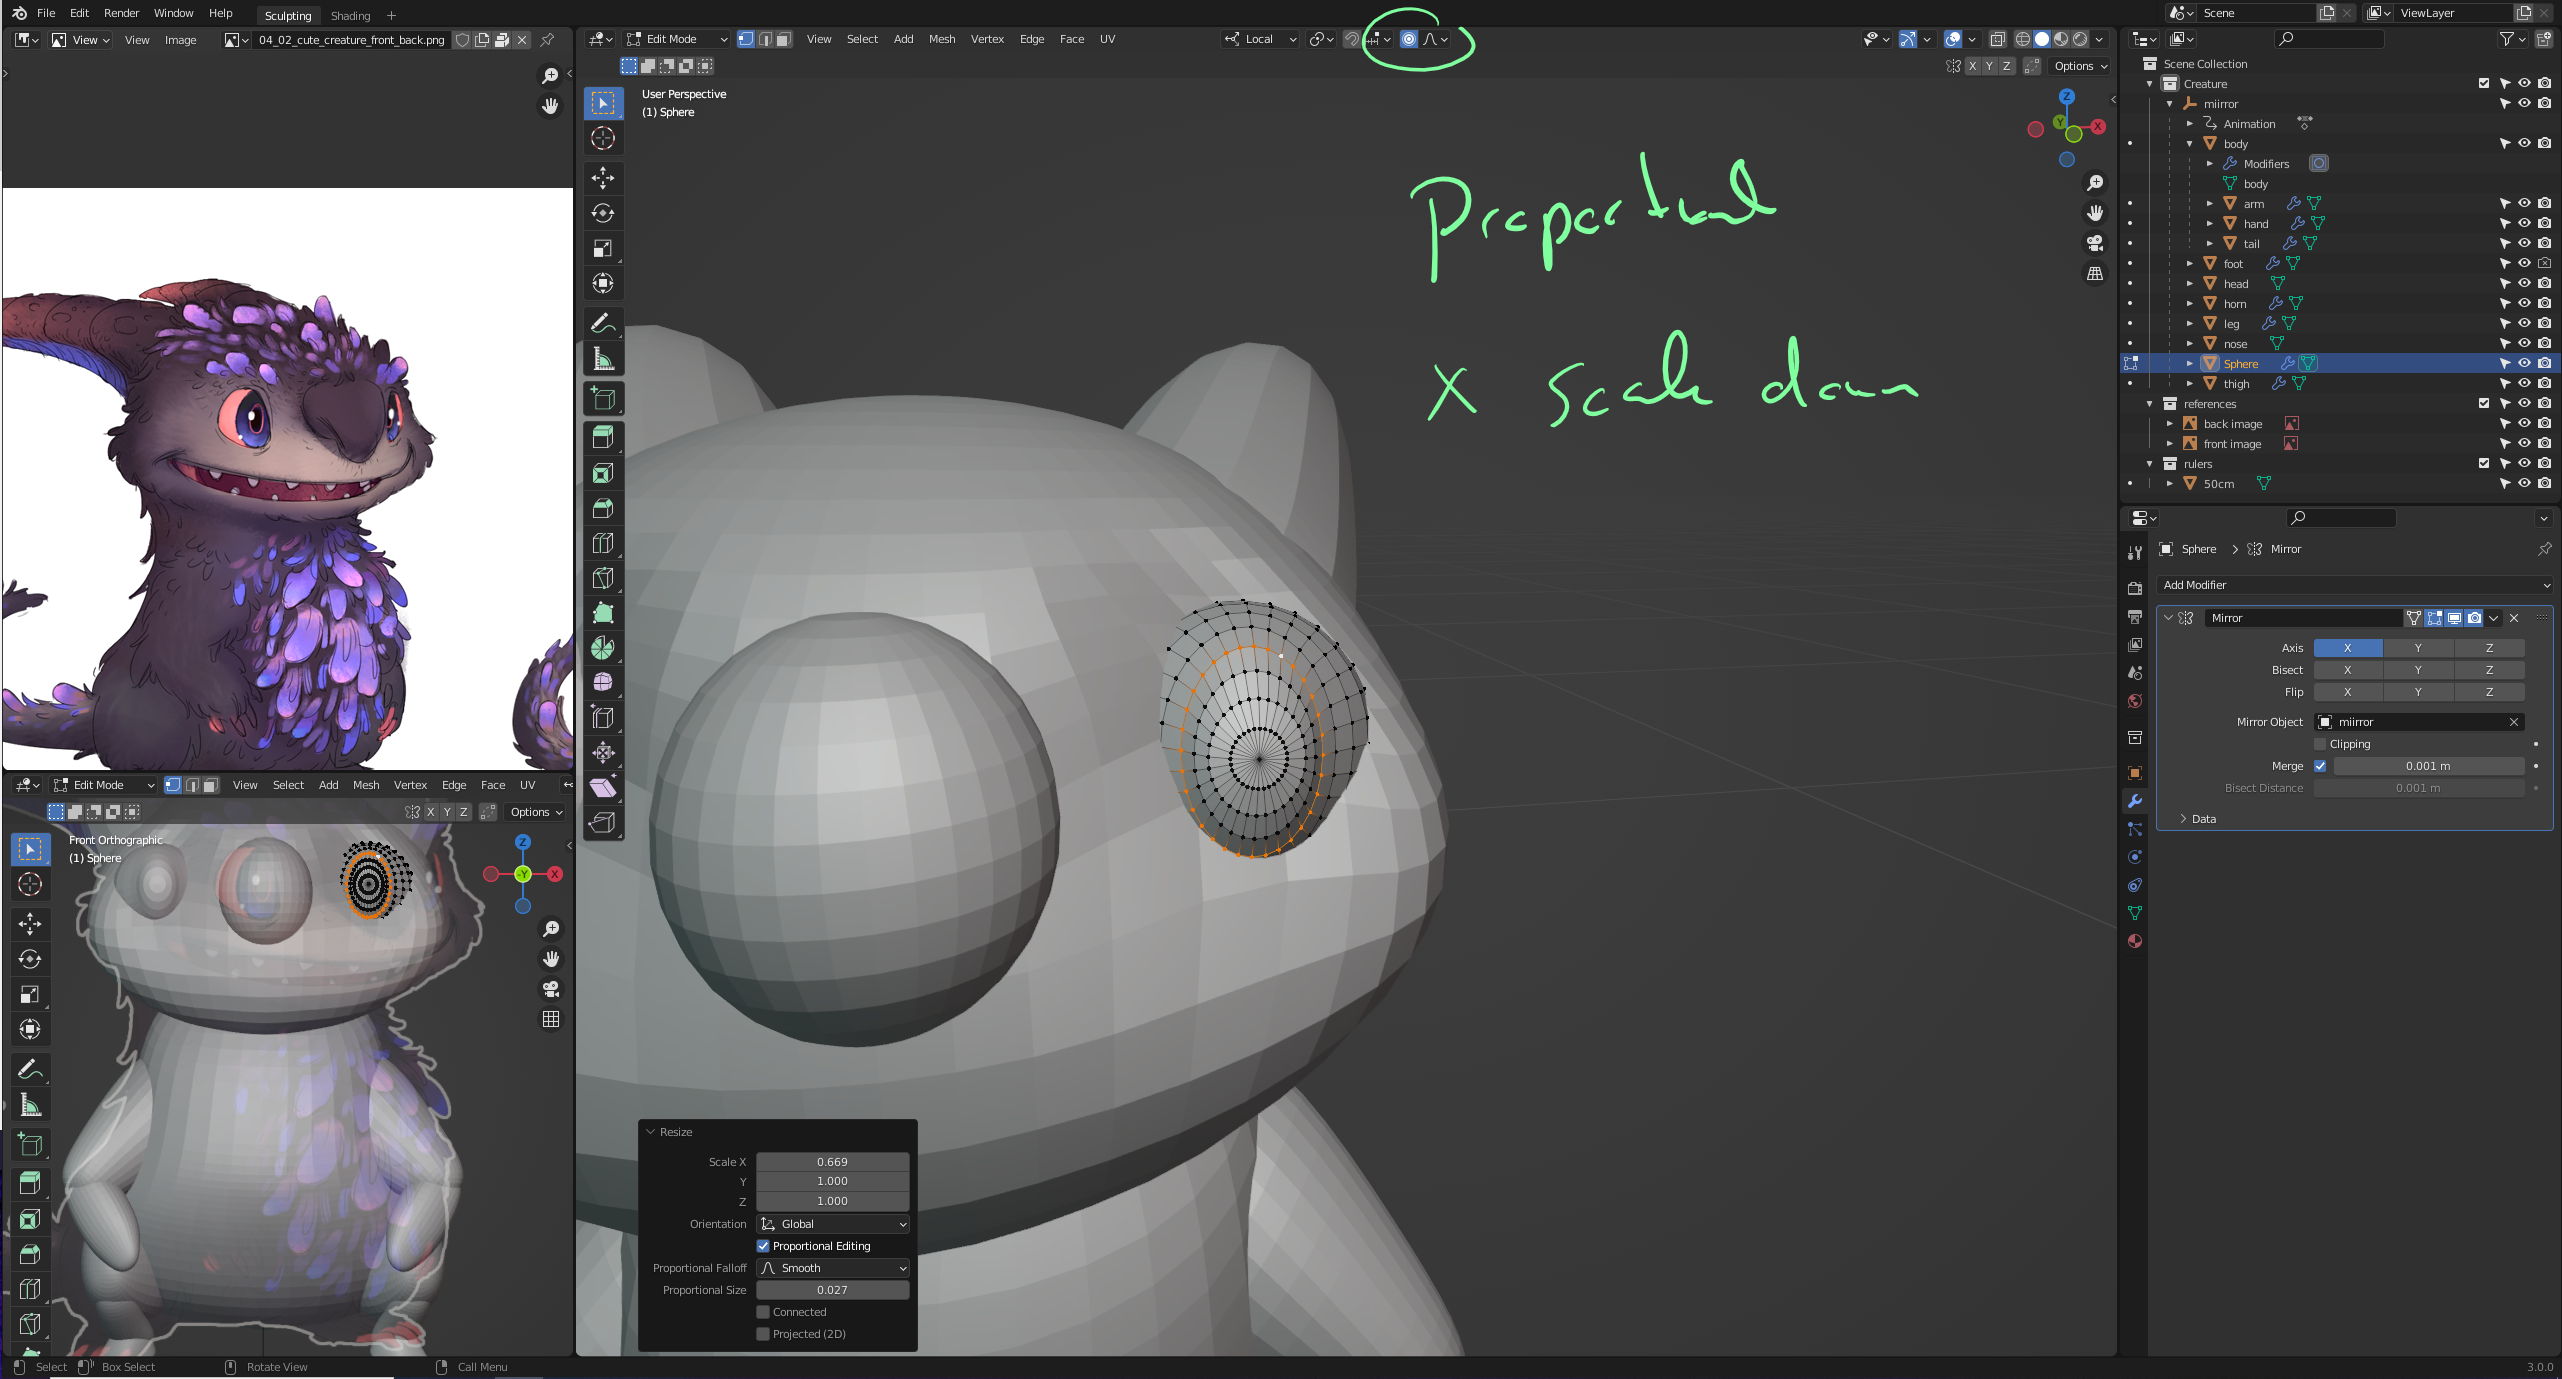 File Edit Render Window Help Sculpting Shading + Scene ViewLayer
View View Image 04_02_cute_creature_front_back.png
Edit Mode View Select Add Mesh Vertex Edge Face UV Local
X Y Z Options
User Perspective
(1) Sphere
Z
Y X
Proportional
X Scale down
Scene Collection
Creature
miirror
Animation
body
Modifiers
body
arm
hand
tail
foot
head
horn
leg
nose
Sphere
thigh
references
back image
front image
rulers
50cm
Sphere > Mirror
Add Modifier
Mirror
Axis X Y Z
Bisect X Y Z
Flip X Y Z
Mirror Object miirror
Clipping
Merge 0.001 m
Bisect Distance 0.001 m
Data
Edit Mode View Select Add Mesh Vertex Edge Face UV
X Y Z Options
Front Orthographic
(1) Sphere
Z
-Y X
Resize
Scale X 0.669
Y 1.000
Z 1.000
Orientation Global
Proportional Editing
Proportional Falloff Smooth
Proportional Size 0.027
Connected
Projected (2D)
Select Box Select Rotate View Call Menu 3.0.0